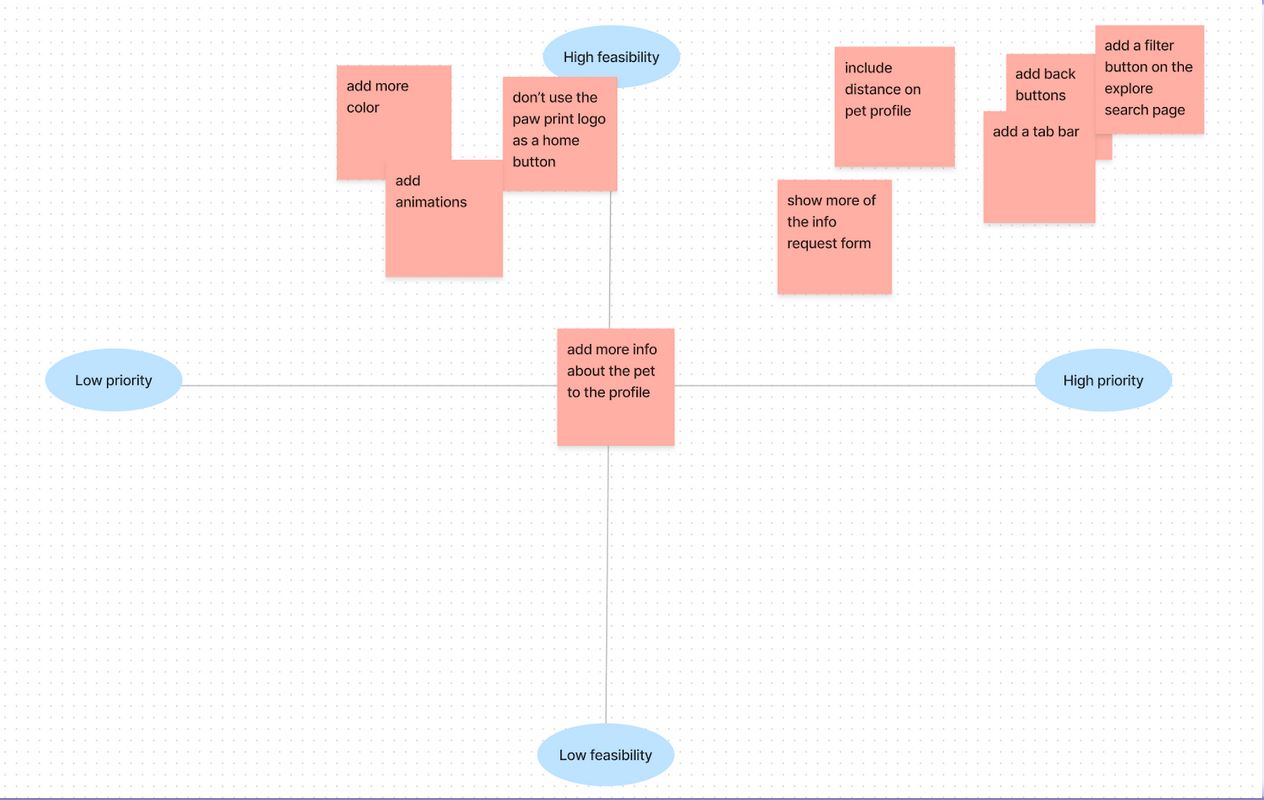 High feasibility
add more
color
don’t use the
paw print logo
as a home
button
add
animations
include
distance on
pet profile
add back
buttons
add a filter
button on the
explore
search page
add a tab bar
show more of
the info
request form
add more info
about the pet
to the profile
Low priority
High priority
Low feasibility